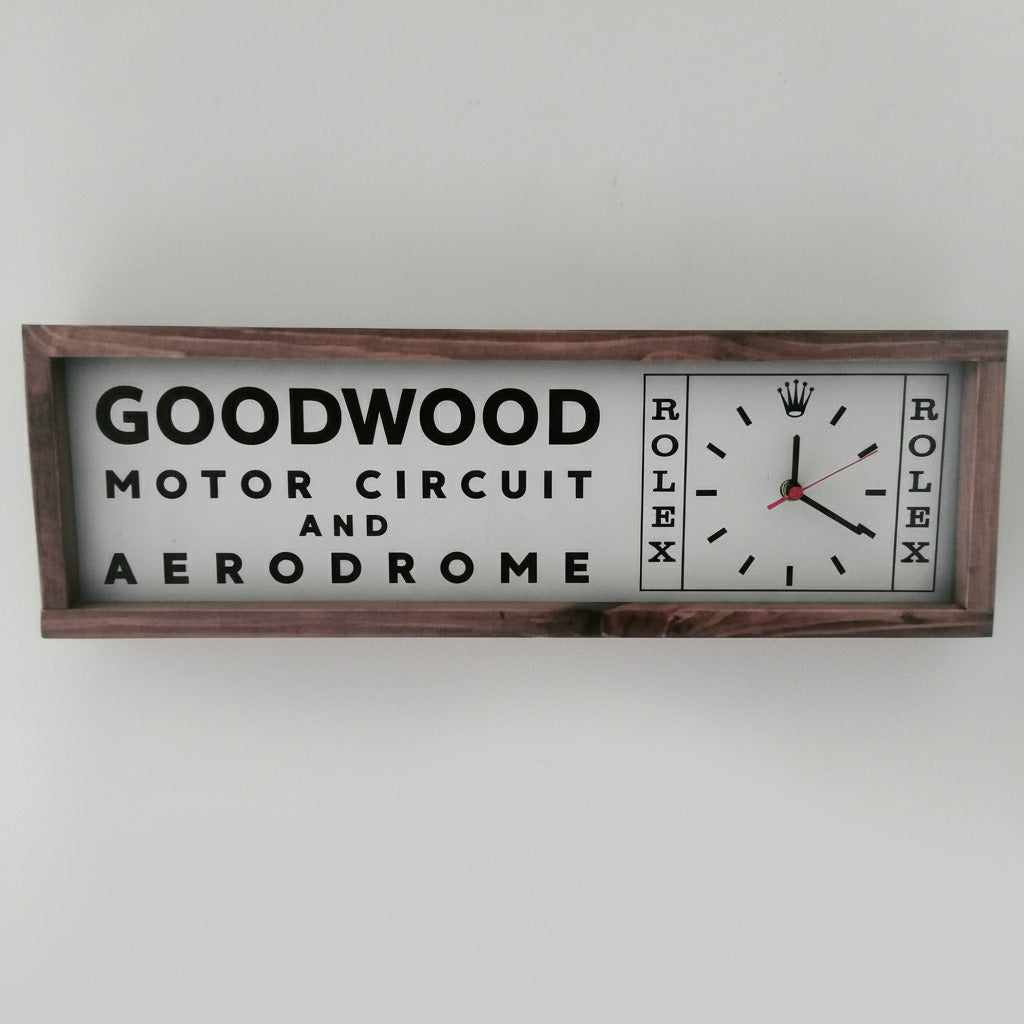 GOODWOOD
MOTOR CIRCUIT
AND
AERODROME
ROLEX
ROLEX